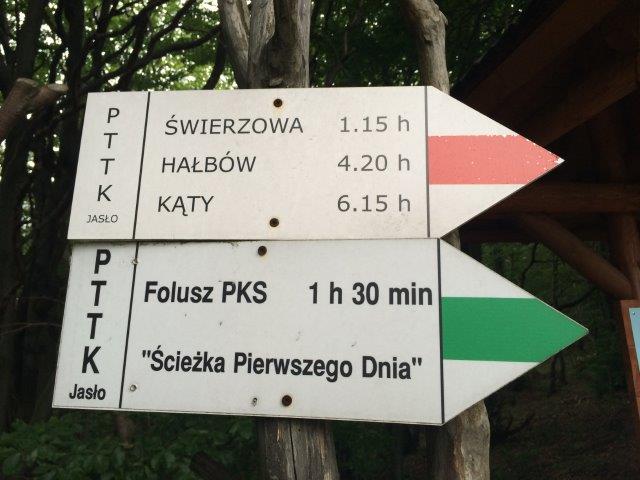 PTTK
JASŁO
ŚWIERZOWA 1.15 h
HAŁBÓW 4.20 h
KĄTY 6.15 h
PTTK
Jasło
Folusz PKS 1 h 30 min
"Ścieżka Pierwszego Dnia"